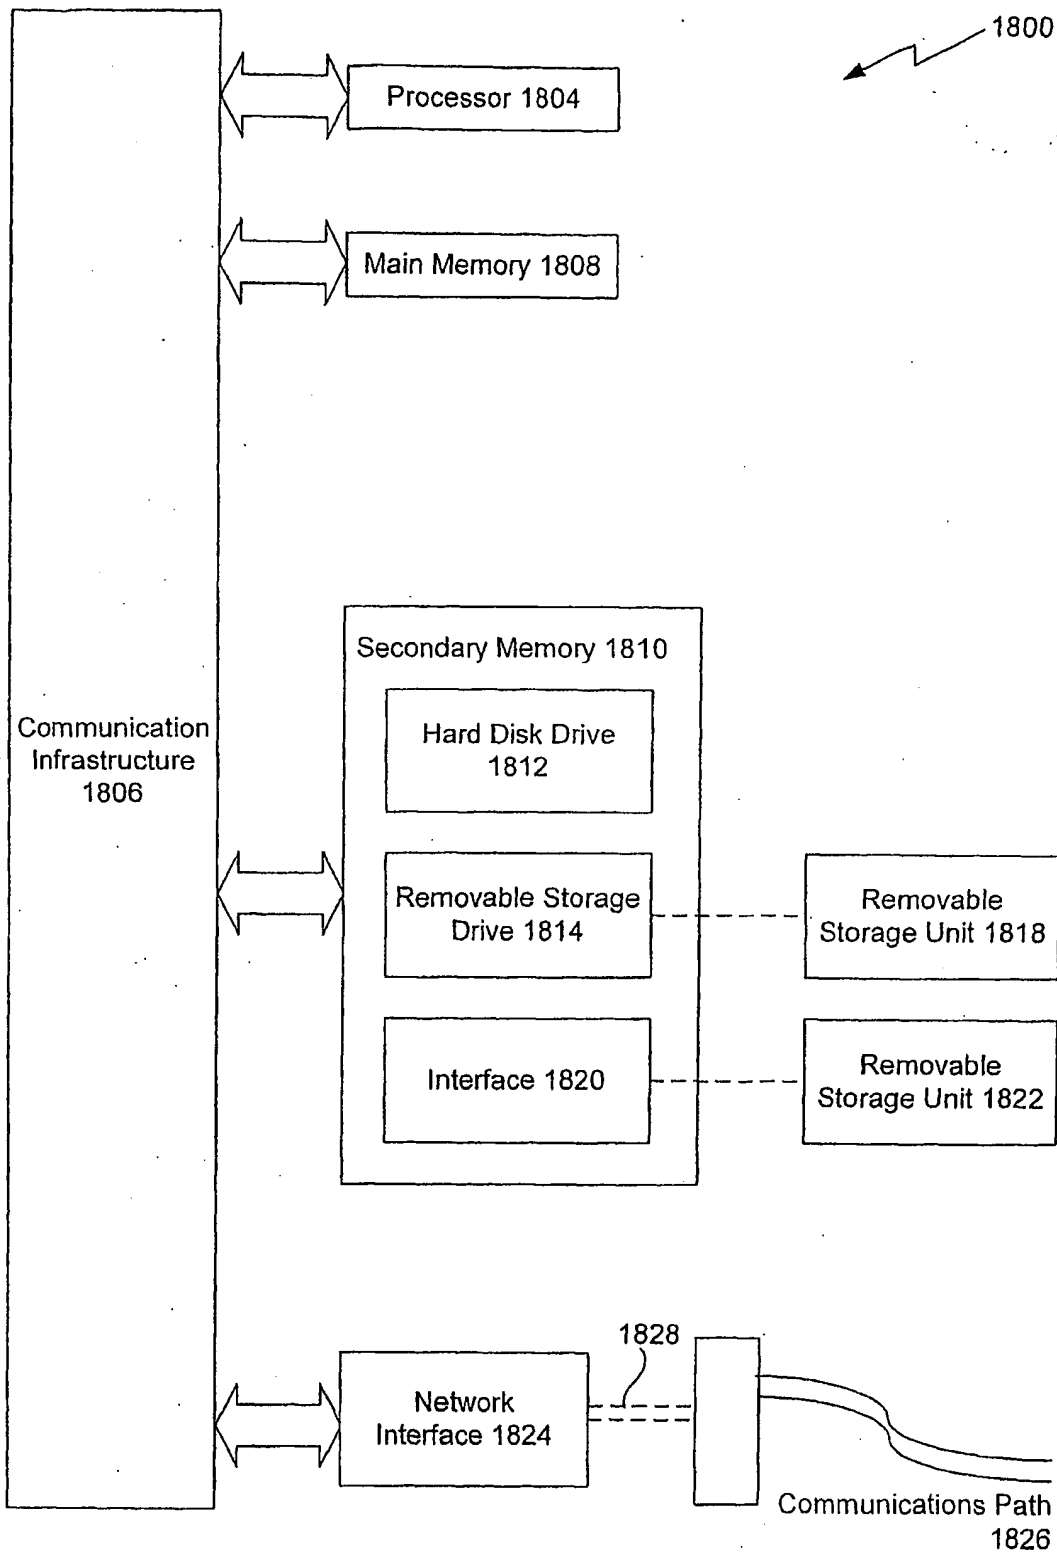 1800
Processor 1804
Main Memory 1808
Communication
Infrastructure
1806
Secondary Memory 1810
Hard Disk Drive
1812
Removable Storage
Drive 1814
Removable
Storage Unit 1818
Interface 1820
Removable
Storage Unit 1822
1828
Network
Interface 1824
Communications Path
1826